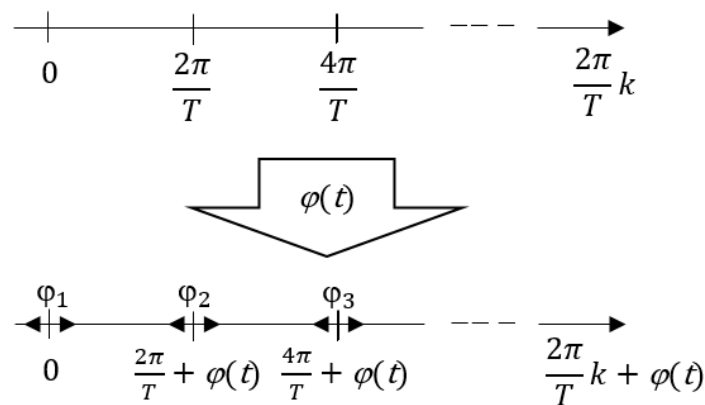 0 2π/T 4π/T --- 2π/T k
φ(t)
φ₁ φ₂ φ₃
0 2π/T + φ(t) 4π/T + φ(t) --- 2π/T k + φ(t)